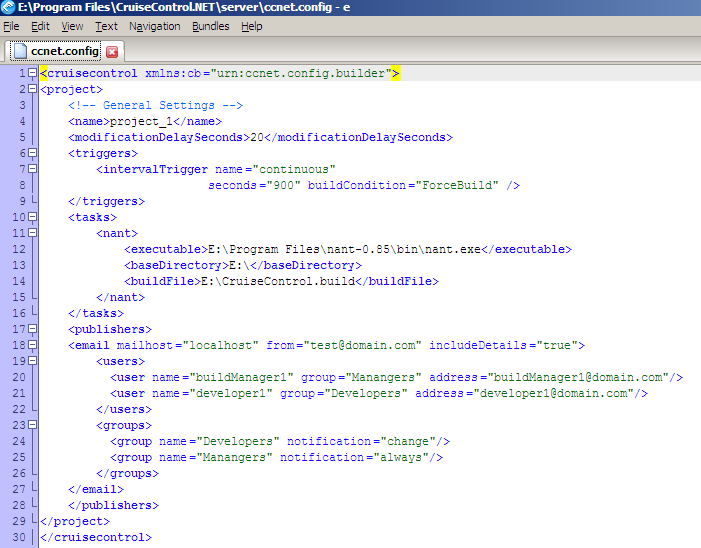 E:\Program Files\CruiseControl.NET\server\ccnet.config - e
File Edit View Text Navigation Bundles Help
ccnet.config
1 <cruisecontrol xmlns:cb="urn:ccnet.config.builder">
2 <project>
3 <!-- General Settings -->
4 <name>project_1</name>
5 <modificationDelaySeconds>20</modificationDelaySeconds>
6 <triggers>
7 <intervalTrigger name="continuous"
8 seconds="900" buildCondition="ForceBuild" />
9 </triggers>
10 <tasks>
11 <nant>
12 <executable>E:\Program Files\nant-0.85\bin\nant.exe</executable>
13 <baseDirectory>E:\</baseDirectory>
14 <buildFile>E:\CruiseControl.build</buildFile>
15 </nant>
16 </tasks>
17 <publishers>
18 <email mailhost="localhost" from="test@domain.com" includeDetails="true">
19 <users>
20 <user name="buildManager1" group="Manangers" address="buildManager1@domain.com"/>
21 <user name="developer1" group="Developers" address="developer1@domain.com"/>
22 </users>
23 <groups>
24 <group name="Developers" notification="change"/>
25 <group name="Manangers" notification="always"/>
26 </groups>
27 </email>
28 </publishers>
29 </project>
30 </cruisecontrol>